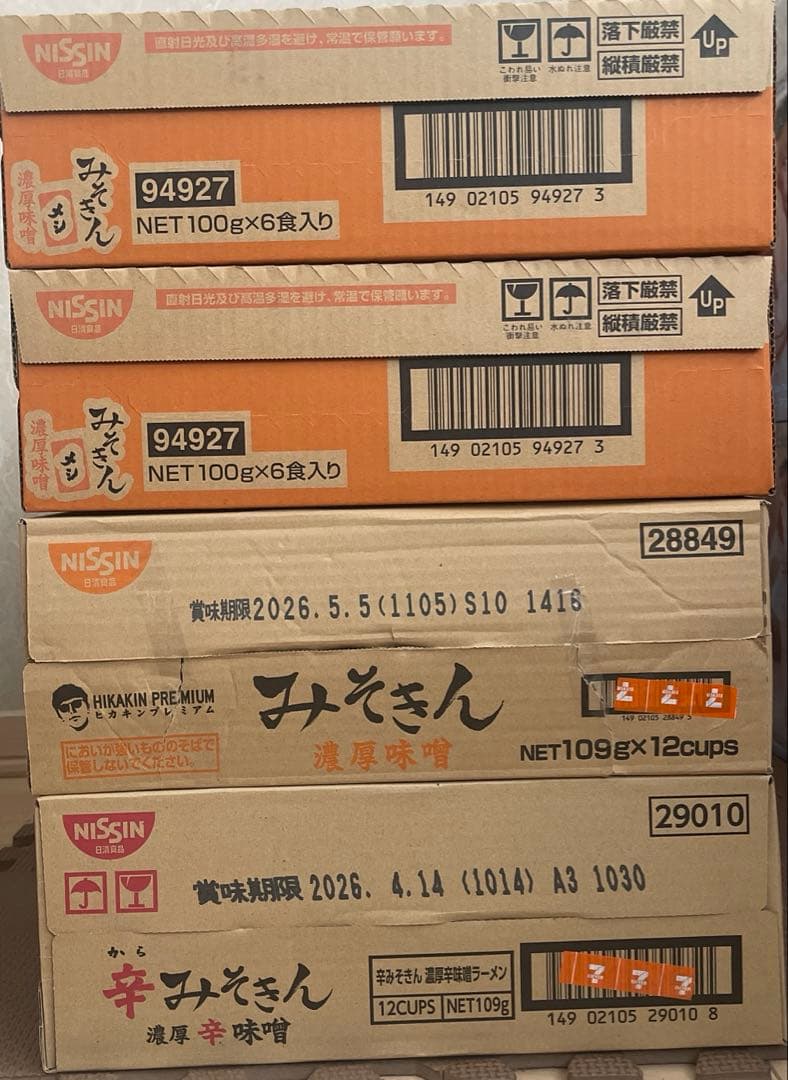 NISSIN
日清食品
直射日光及び高温多湿を避け、常温で保管願います。
こわれ易い
衝撃注意
水ぬれ注意
落下厳禁
縦積厳禁
UP
みそきん
メシ
濃厚味噌
94927
NET100g×6食入り
149 02105 94927 3
NISSIN
日清食品
直射日光及び高温多湿を避け、常温で保管願います。
こわれ易い
衝撃注意
水ぬれ注意
落下厳禁
縦積厳禁
UP
みそきん
メシ
濃厚味噌
94927
NET100g×6食入り
149 02105 94927 3
NISSIN
日清食品
28849
賞味期限2026.5.5(1105)S10 1416
HIKAKIN PREMIUM
ヒカキンプレミアム
みそきん
濃厚味噌
においが強いもののそばで
保管しないでください。
149 02105 28849 3
NET109g×12cups
NISSIN
日清食品
29010
賞味期限 2026. 4.14 (1014) A3 1030
から
辛みそきん
濃厚辛味噌
辛みそきん 濃厚辛味噌ラーメン
12CUPS NET109g
7 7 7
149 02105 29010 8